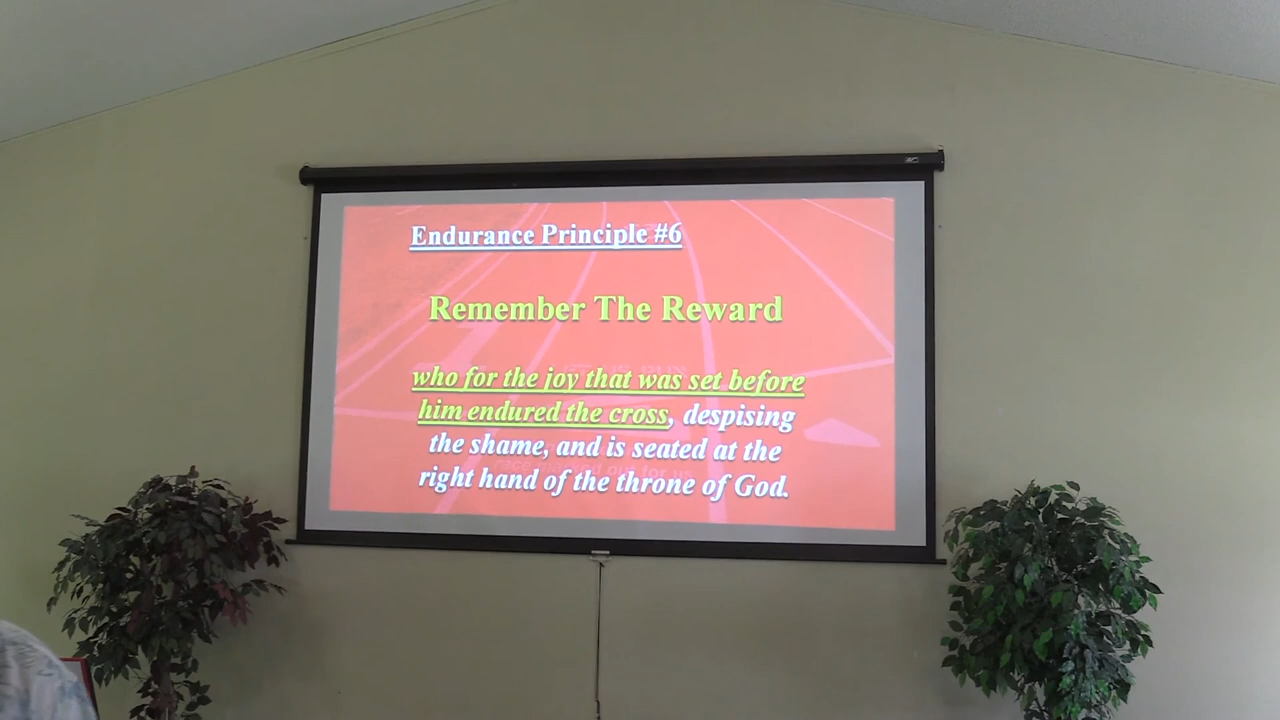 Endurance Principle #6
Remember The Reward
who for the joy that was set before
him endured the cross, despising
the shame, and is seated at the
right hand of the throne of God.